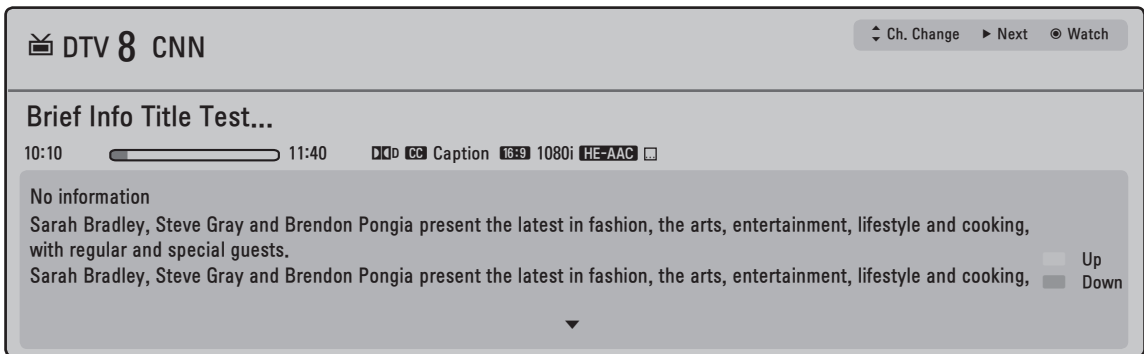 DTV 8 CNN
Ch. Change Next Watch
Brief Info Title Test...
10:10 11:40 DD CC Caption 16:9 1080i HE-AAC ...
No information
Sarah Bradley, Steve Gray and Brendon Pongia present the latest in fashion, the arts, entertainment, lifestyle and cooking,
with regular and special guests.
Sarah Bradley, Steve Gray and Brendon Pongia present the latest in fashion, the arts, entertainment, lifestyle and cooking,
Up
Down